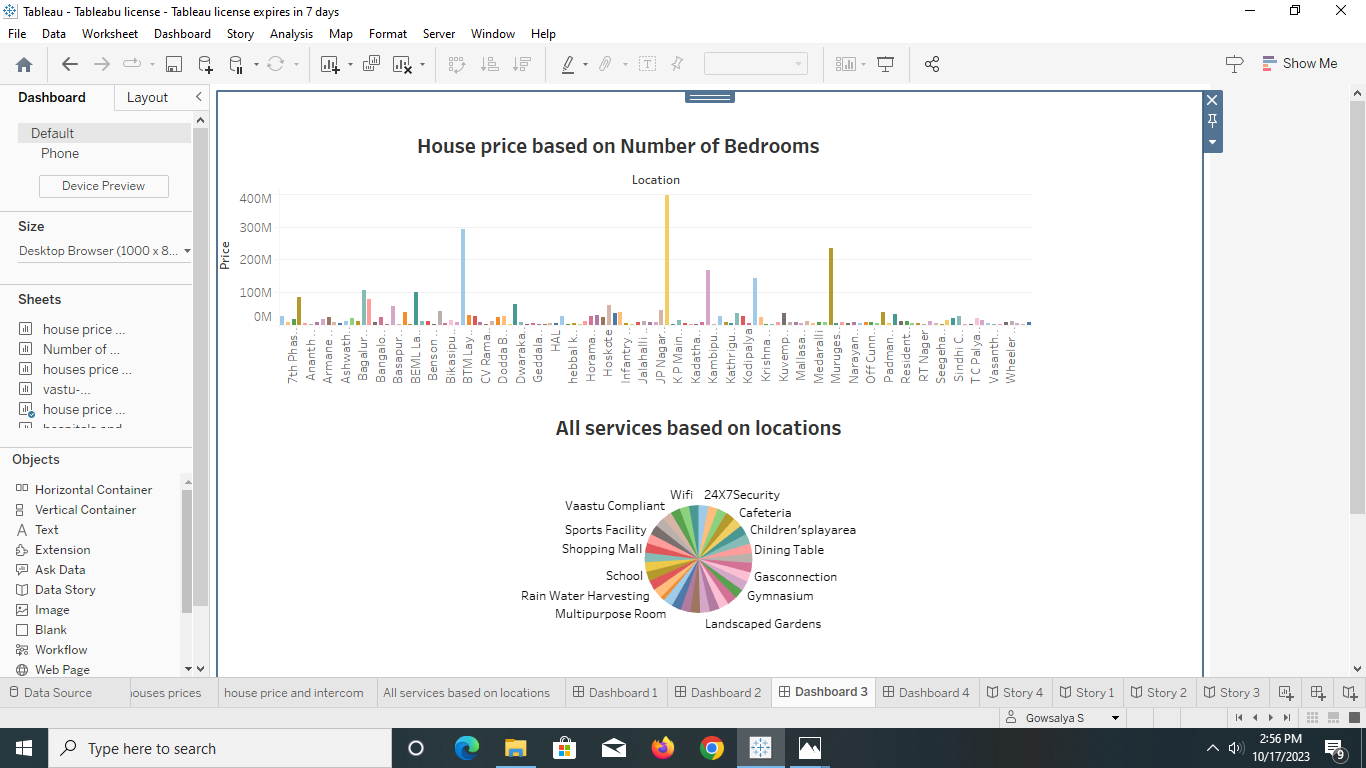 Tableau - Tableabu license - Tableau license expires in 7 days
File Data Worksheet Dashboard Story Analysis Map Format Server Window Help
Show Me
Dashboard Layout
Default
Phone
Device Preview
Size
Desktop Browser (1000 x 8...
Sheets
house price ...
Number of ...
houses price ...
vastu-...
house price ...
Objects
Horizontal Container
Vertical Container
Text
Extension
Ask Data
Data Story
Image
Blank
Workflow
Web Page
House price based on Number of Bedrooms
Location
Price
400M
300M
200M
100M
0M
7th Phas..
Ananth..
Armane..
Ashwath..
Bagalur..
Bangalo..
Basapur..
BEML La..
Benson ..
Bikasipu..
BTM Lay..
CV Rama..
Dodda B..
Dwaraka..
Geddala..
HAL
hebbal k..
Horama..
Hoskote
Infantry ..
Jalahalli ..
JP Nagar..
K P Main..
Kadatha..
Kambipu..
Kathrigu..
Kodipalya
Krishna..
Kuvemp..
Mallasa..
Medaralli
Muruges..
Narayan..
Off Cunn..
Padman..
Resident..
RT Nager
Seegeha..
Sindhi C..
T C Palya..
Vasanth..
Wheeler ..
All services based on locations
Wifi 24X7Security
Vaastu Compliant Cafeteria
Sports Facility Children'splayarea
Shopping Mall Dining Table
School Gasconnection
Rain Water Harvesting Gymnasium
Multipurpose Room
Landscaped Gardens
Data Source ouses prices house price and intercom All services based on locations Dashboard 1 Dashboard 2 Dashboard 3 Dashboard 4 Story 4 Story 1 Story 2 Story 3
Gowsalya S
Type here to search
2:56 PM
10/17/2023
9